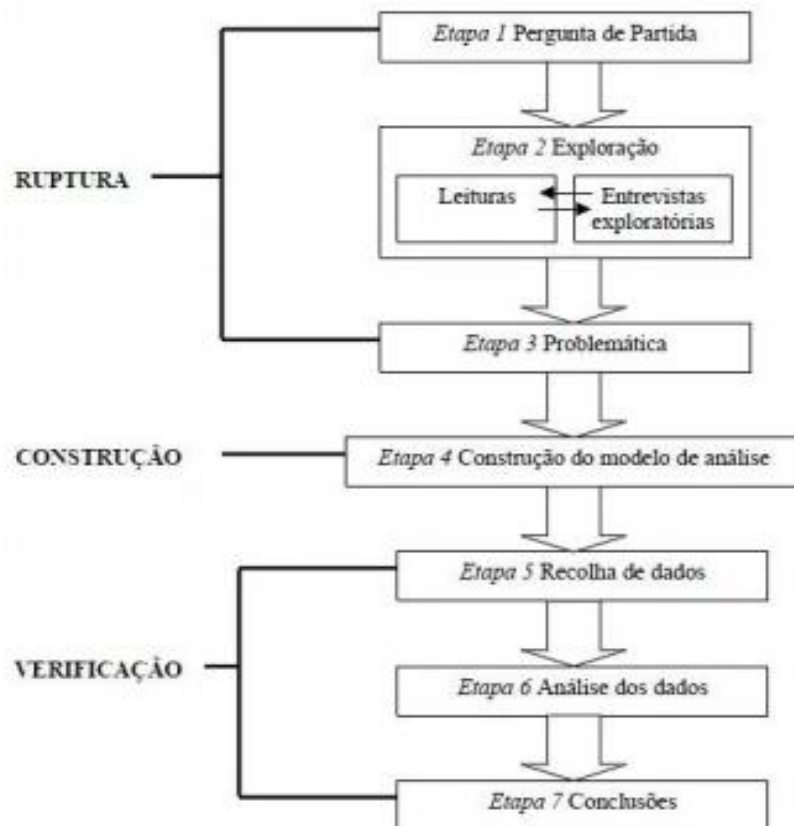 Etapa 1 Pergunta de Partida
Etapa 2 Exploração
RUPTURA
Leituras
Entrevistas
exploratórias
Etapa 3 Problemática
CONSTRUÇÃO
Etapa 4 Construção do modelo de análise
Etapa 5 Recolha de dados
VERIFICAÇÃO
Etapa 6 Análise dos dados
Etapa 7 Conclusões